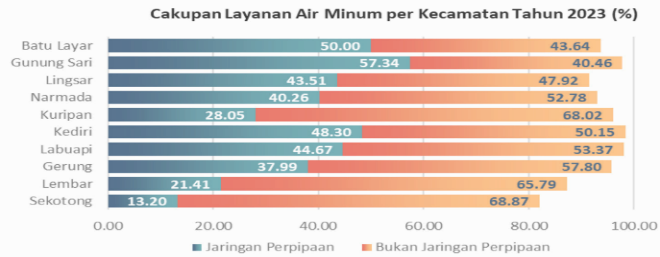 Cakupan Layanan Air Minum per Kecamatan Tahun 2023 (%)
Batu Layar 50.00 43.64
Gunung Sari 57.34 40.46
Lingsar 43.51 47.92
Narmada 40.26 52.78
Kuripan 28.05 68.02
Kediri 48.30 50.15
Labuapi 44.67 53.37
Gerung 37.99 57.80
Lembar 21.41 65.79
Sekotong 13.20 68.87
0.00 20.00 40.00 60.00 80.00 100.00
Jaringan Perpipaan Bukan Jaringan Perpipaan